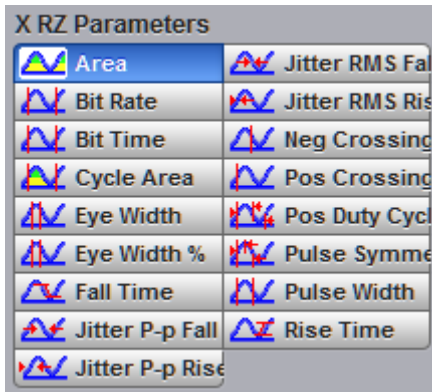 X RZ Parameters
Area
Bit Rate
Bit Time
Cycle Area
Eye Width
Eye Width %
Fall Time
Jitter P-p Fall
Jitter P-p Rise
Jitter RMS Fal
Jitter RMS Ris
Neg Crossing
Pos Crossing
Pos Duty Cycl
Pulse Symme
Pulse Width
Rise Time